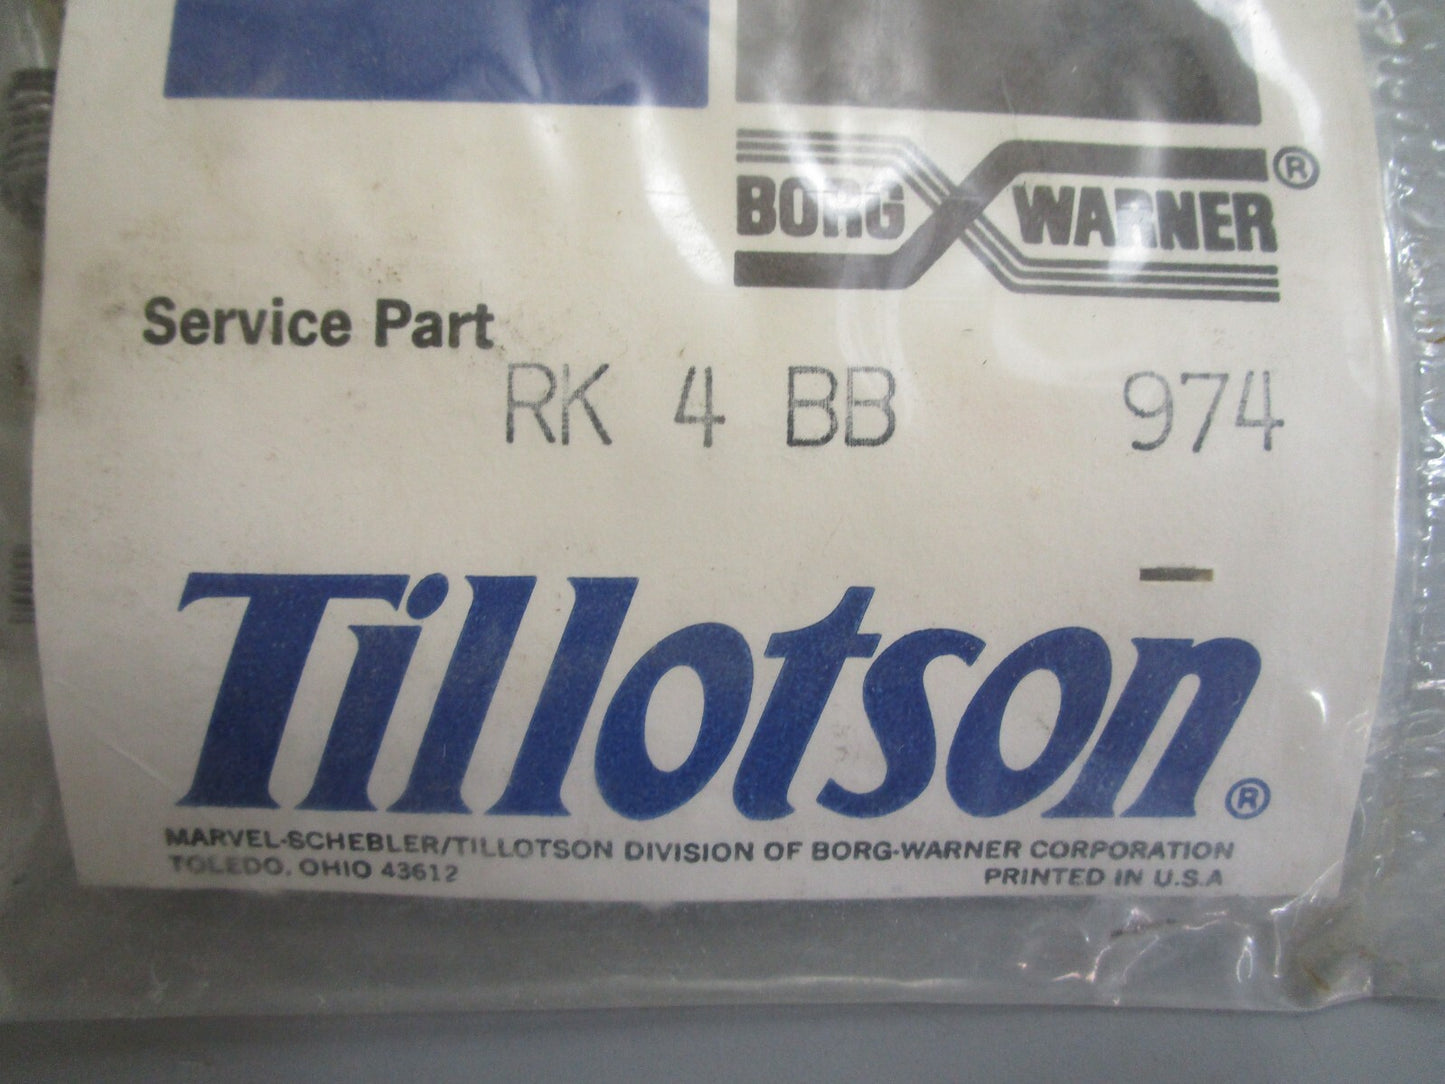 BORG WARNER ®
Service Part
RK 4 BB 974
Tillotson ®
MARVEL-SCHEBLER/TILLOTSON DIVISION OF BORG-WARNER CORPORATION
TOLEDO, OHIO 43612 PRINTED IN U.S.A